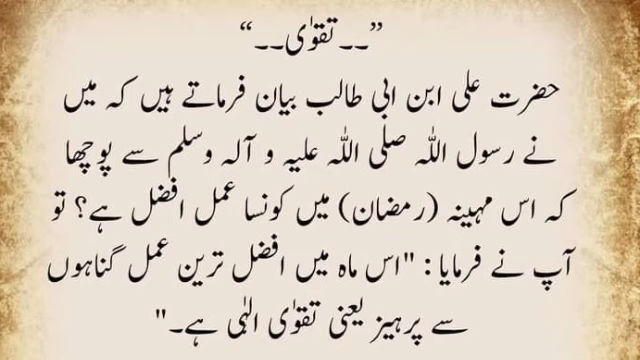 ”۔۔تقوٰی۔۔“
حضرت علی ابن ابی طالب بیان فرماتے ہیں کہ میں
نے رسول اللہ صلی اللہ علیہ و آلہ وسلم سے پوچھا
کہ اس مہینہ (رمضان) میں کونسا عمل افضل ہے؟ تو
آپ نے فرمایا: "اس ماہ میں افضل ترین عمل گناہوں
سے پرہیز یعنی تقوٰی الٰہی ہے۔"